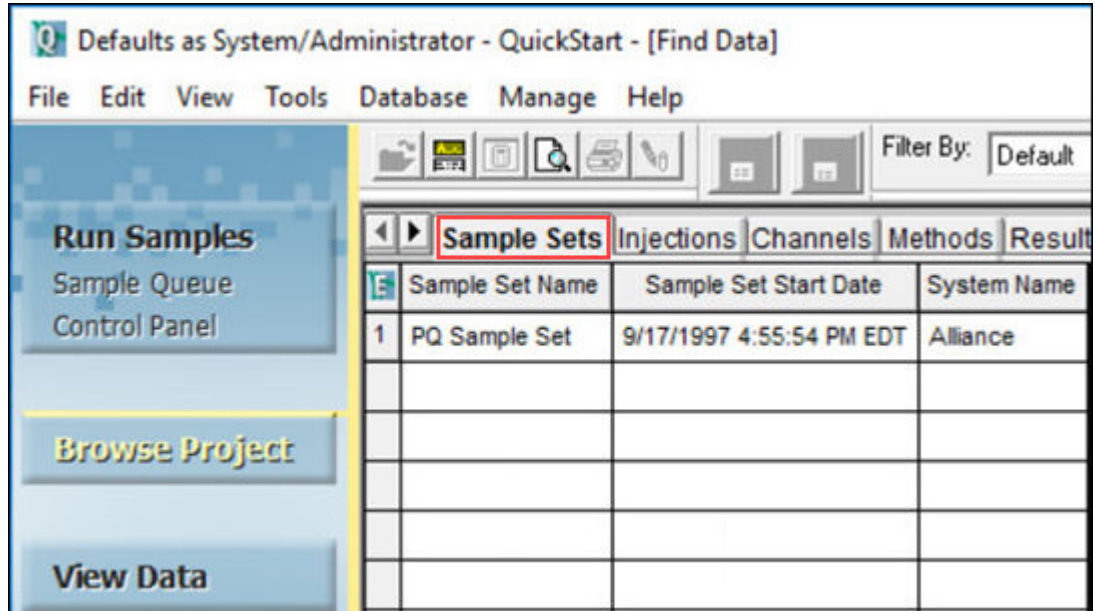 Defaults as System/Administrator - QuickStart - [Find Data]
File Edit View Tools Database Manage Help
Filter By: Default
Run Samples
Sample Queue
Control Panel
Browse Project
View Data
Sample Sets Injections Channels Methods Result
Sample Set Name Sample Set Start Date System Name
1 PQ Sample Set 9/17/1997 4:55:54 PM EDT Alliance